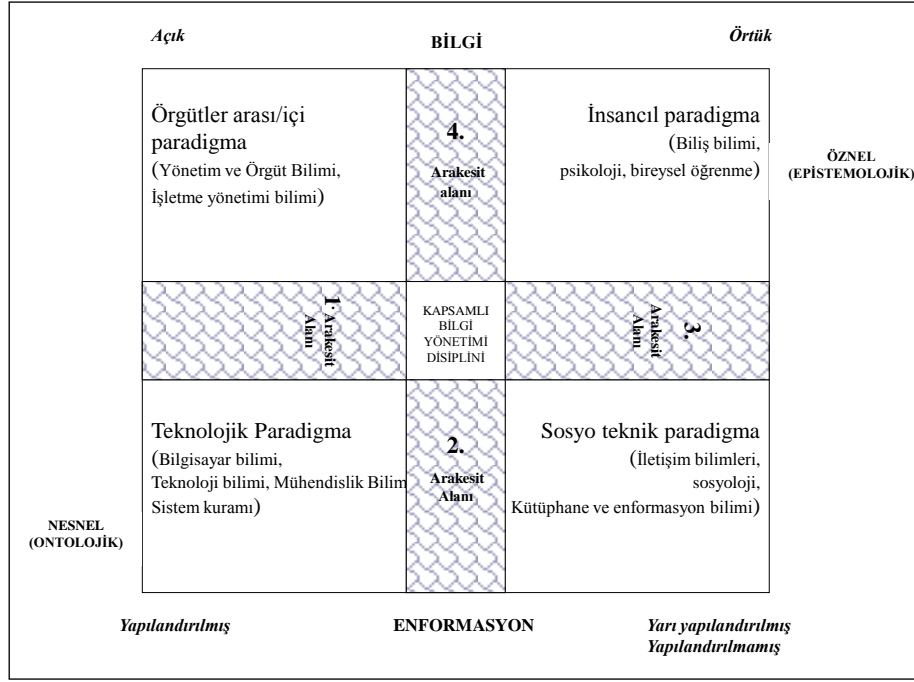 Açık
BİLGİ
Örtük
Örgütler arası/içi
paradigma
(Yönetim ve Örgüt Bilimi,
İşletme yönetimi bilimi)
4.
Arakesit
alanı
İnsancıl paradigma
(Biliş bilimi,
psikoloji, bireysel öğrenme)
ÖZNEL
(EPİSTEMOLOJİK)
1.
Arakesit
Alanı
KAPSAMLI
BİLGİ
YÖNETİMİ
DİSİPLİNİ
3.
Arakesit
Alanı
Teknolojik Paradigma
(Bilgisayar bilimi,
Teknoloji bilimi, Mühendislik Bilim
Sistem kuramı)
2.
Arakesit
Alanı
Sosyo teknik paradigma
(İletişim bilimleri,
sosyoloji,
Kütüphane ve enformasyon bilimi)
NESNEL
(ONTOLOJİK)
Yapılandırılmış
ENFORMASYON
Yarı yapılandırılmış
Yapılandırılmamış